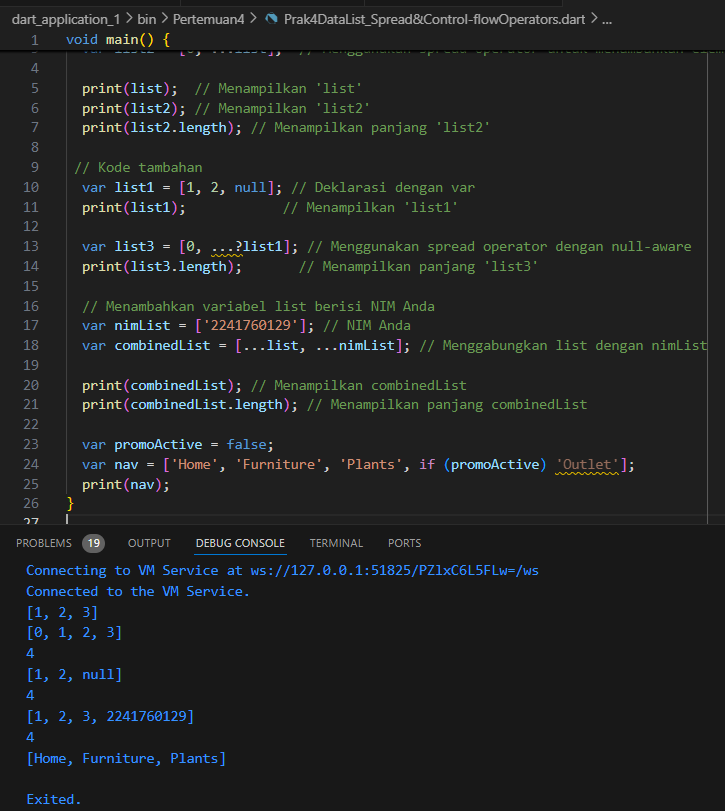 dart_application_1 > bin > Pertemuan4 > Prak4DataList_Spread&Control-flowOperators.dart > ...
1 void main() {
4
5 print(list); // Menampilkan 'list'
6 print(list2); // Menampilkan 'list2'
7 print(list2.length); // Menampilkan panjang 'list2'
8
9 // Kode tambahan
10 var list1 = [1, 2, null]; // Deklarasi dengan var
11 print(list1); // Menampilkan 'list1'
12
13 var list3 = [0, ...?list1]; // Menggunakan spread operator dengan null-aware
14 print(list3.length); // Menampilkan panjang 'list3'
15
16 // Menambahkan variabel list berisi NIM Anda
17 var nimList = ['2241760129']; // NIM Anda
18 var combinedList = [...list, ...nimList]; // Menggabungkan list dengan nimList
19
20 print(combinedList); // Menampilkan combinedList
21 print(combinedList.length); // Menampilkan panjang combinedList
22
23 var promoActive = false;
24 var nav = ['Home', 'Furniture', 'Plants', if (promoActive) 'Outlet'];
25 print(nav);
26 }
27
PROBLEMS 19 OUTPUT DEBUG CONSOLE TERMINAL PORTS
Connecting to VM Service at ws://127.0.0.1:51825/PZlxC6L5FLw=/ws
Connected to the VM Service.
[1, 2, 3]
[0, 1, 2, 3]
4
[1, 2, null]
4
[1, 2, 3, 2241760129]
4
[Home, Furniture, Plants]
Exited.